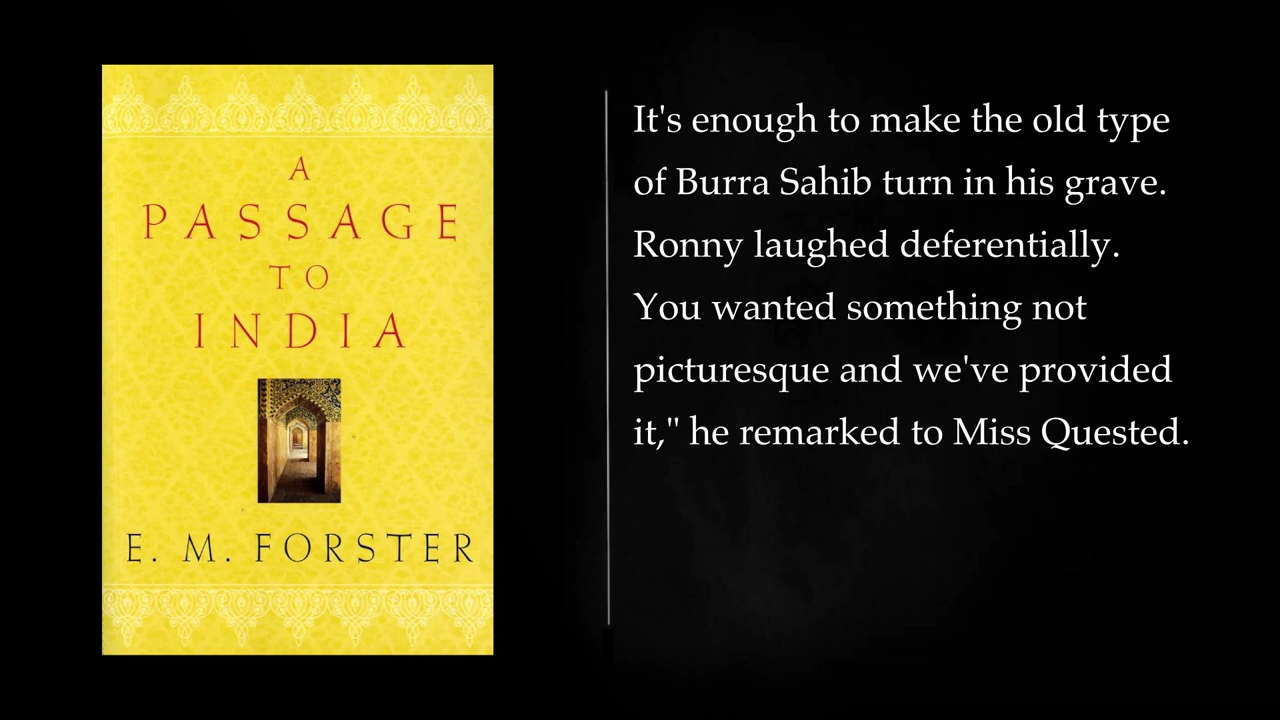 A
PASSAGE
TO
INDIA
E. M. FORSTER
It's enough to make the old type
of Burra Sahib turn in his grave.
Ronny laughed deferentially.
You wanted something not
picturesque and we've provided
it," he remarked to Miss Quested.